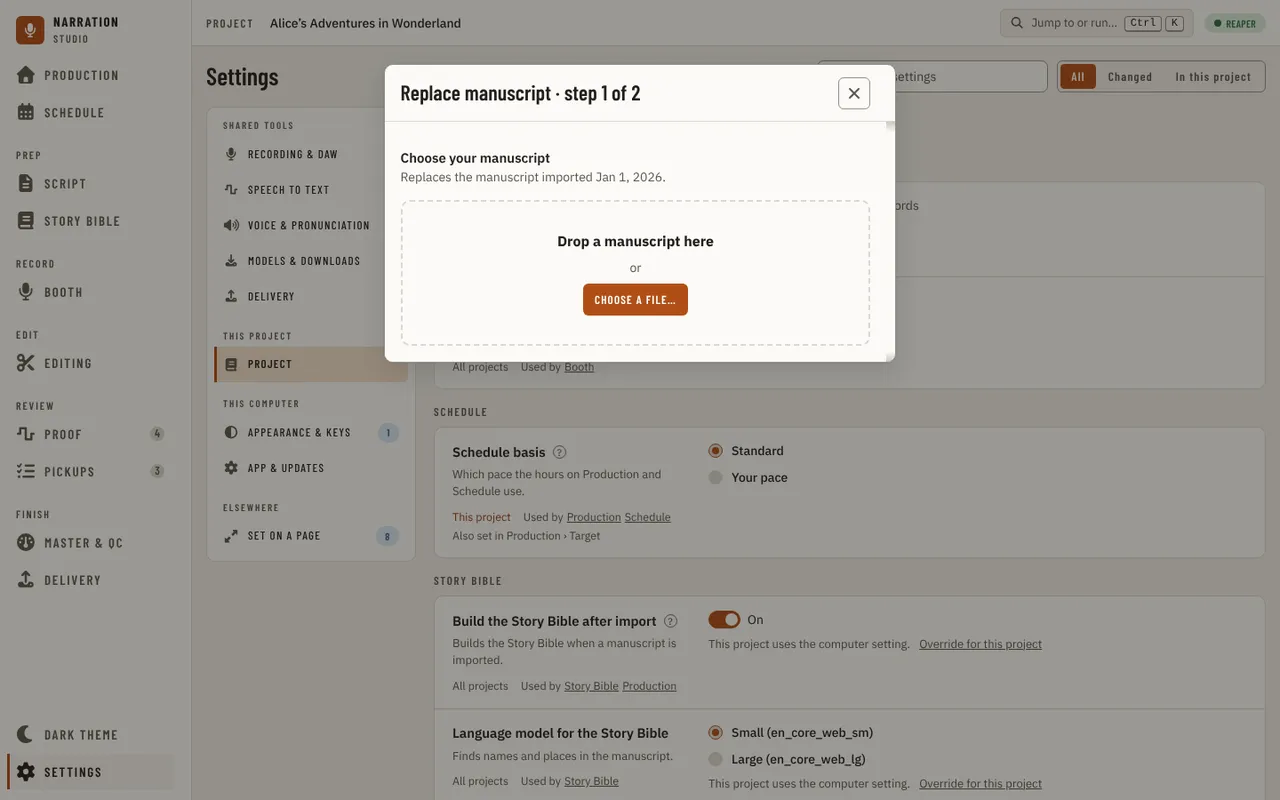 NARRATION
STUDIO
PRODUCTION
SCHEDULE
PREP
SCRIPT
STORY BIBLE
RECORD
BOOTH
EDIT
EDITING
REVIEW
PROOF 4
PICKUPS 3
FINISH
MASTER & QC
DELIVERY
DARK THEME
SETTINGS
PROJECT Alice's Adventures in Wonderland
Jump to or run... Ctrl K
REAPER
Settings
settings
All Changed In this project
SHARED TOOLS
RECORDING & DAW
SPEECH TO TEXT
VOICE & PRONUNCIATION
MODELS & DOWNLOADS
DELIVERY
THIS PROJECT
PROJECT
THIS COMPUTER
APPEARANCE & KEYS 1
APP & UPDATES
ELSEWHERE
SET ON A PAGE 8
Replace manuscript · step 1 of 2
Choose your manuscript
Replaces the manuscript imported Jan 1, 2026.
Drop a manuscript here
or
CHOOSE A FILE...
All projects Used by Booth
SCHEDULE
Schedule basis ?
Which pace the hours on Production and
Schedule use.
This project Used by Production Schedule
Also set in Production › Target
Standard
Your pace
STORY BIBLE
Build the Story Bible after import ?
Builds the Story Bible when a manuscript is
imported.
All projects Used by Story Bible Production
On
This project uses the computer setting. Override for this project
Language model for the Story Bible
Finds names and places in the manuscript.
All projects Used by Story Bible
Small (en_core_web_sm)
Large (en_core_web_lg)
This project uses the computer setting. Override for this project